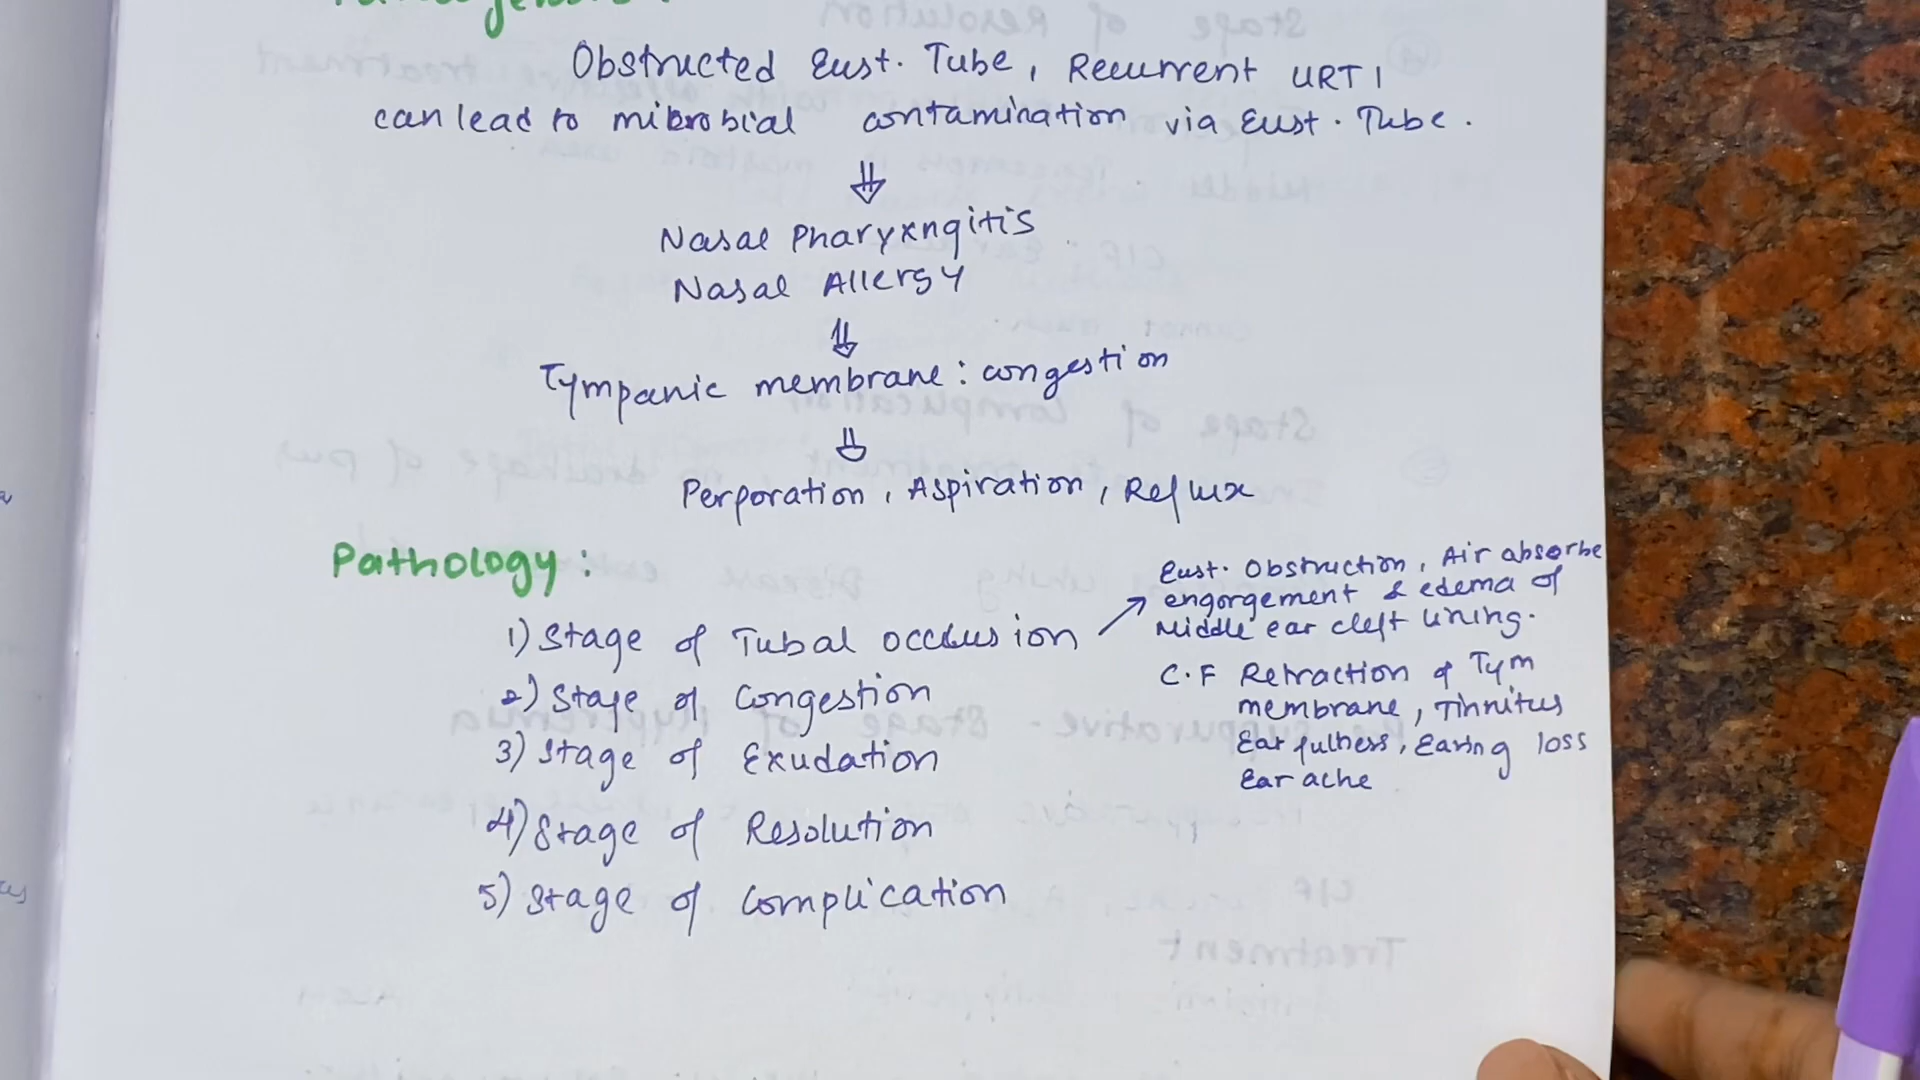 Obstructed Eust. Tube, Recurrent URTI
can lead to mibrobial contamination via Eust. Tube.
Nasal Pharyxngitis
Nasal Allergy
Tympanic membrane: congestion
Perporation, Aspiration, Reflux
Pathology:
1) Stage of Tubal occlusion
Eust. Obstruction, Air absorbe
engorgement & edema of
Middle ear cleft lining.
C.F Retraction of Tym
membrane, Tinnitus
Ear fullness, Earing loss
Ear ache
2) Stage of Congestion
3) Stage of Exudation
4) Stage of Resolution
5) Stage of Complication